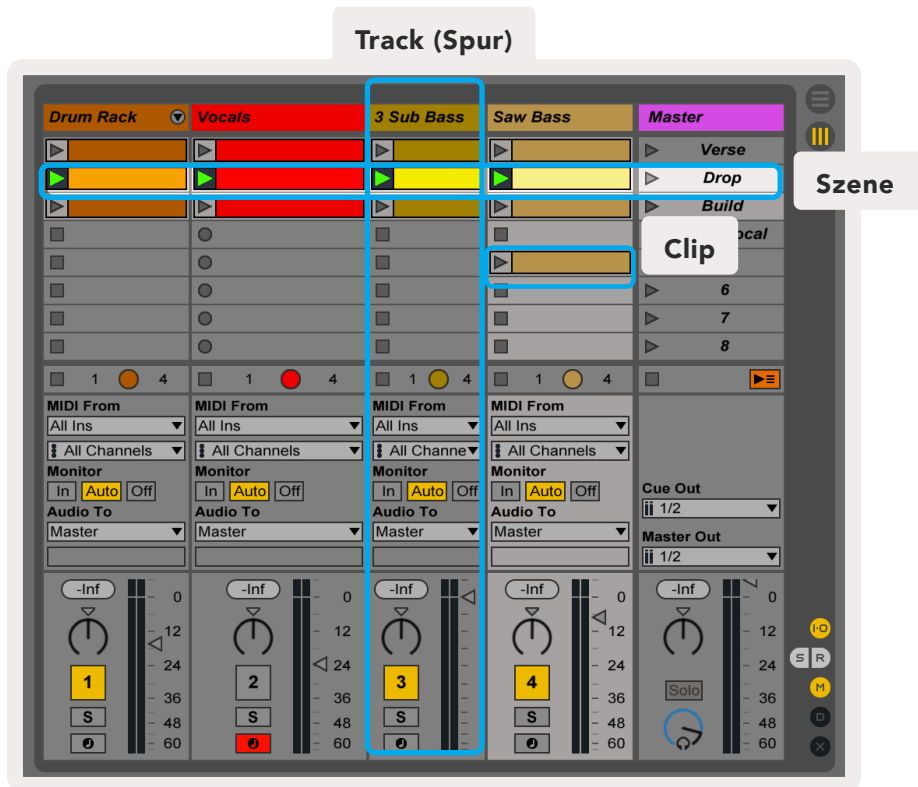 Track (Spur)
Drum Rack Vocals 3 Sub Bass Saw Bass Master
Verse
Drop
Szene
Build
Clip
ocal
6
7
8
1 4 1 4 1 4 1 4
MIDI From MIDI From MIDI From MIDI From
All Ins All Ins All Ins All Ins
All Channels All Channels All Channe All Channels
Monitor Monitor Monitor Monitor
In Auto Off In Auto Off In Auto Off In Auto Off
Cue Out
Audio To Audio To Audio To Audio To
1/2
Master Master Master Master
Master Out
1/2
-Inf -Inf -Inf -Inf -Inf
0 0 0 0 0
12 12 12 12 12
I·O
S R
24 24 24 24 24
1 2 3 4
Solo
M
36 36 36 36 36
S S S S
48 48 48 48 48
D
60 60 60 60 60